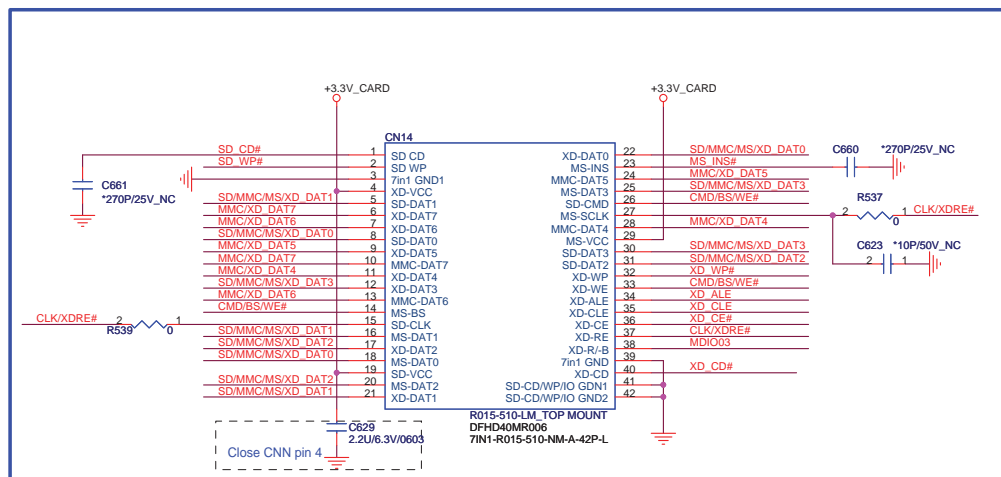 +3.3V_CARD
+3.3V_CARD
CN14
SD_CD# 1 SD CD
SD_WP# 2 SD WP
3 7in1 GND1
4 XD-VCC
SD/MMC/MS/XD_DAT1 5 SD-DAT1
MMC/XD_DAT7 6 XD-DAT7
MMC/XD_DAT6 7 XD-DAT6
SD/MMC/MS/XD_DAT0 8 SD-DAT0
MMC/XD_DAT5 9 XD-DAT5
MMC/XD_DAT7 10 MMC-DAT7
MMC/XD_DAT4 11 XD-DAT4
SD/MMC/MS/XD_DAT3 12 XD-DAT3
MMC/XD_DAT6 13 MMC-DAT6
CMD/BS/WE# 14 MS-BS
15 SD-CLK
SD/MMC/MS/XD_DAT1 16 MS-DAT1
SD/MMC/MS/XD_DAT2 17 XD-DAT2
SD/MMC/MS/XD_DAT0 18 MS-DAT0
19 SD-VCC
SD/MMC/MS/XD_DAT2 20 MS-DAT2
SD/MMC/MS/XD_DAT1 21 XD-DAT1
C661
*270P/25V_NC
CLK/XDRE# 2 1
R539 0
XD-DAT0 22 SD/MMC/MS/XD_DAT0
MS-INS 23 MS_INS#
MMC-DAT5 24 MMC/XD_DAT5
MS-DAT3 25 SD/MMC/MS/XD_DAT3
SD-CMD 26 CMD/BS/WE#
MS-SCLK 27
MMC-DAT4 28 MMC/XD_DAT4
MS-VCC 29
SD-DAT3 30 SD/MMC/MS/XD_DAT3
SD-DAT2 31 SD/MMC/MS/XD_DAT2
XD-WP 32 XD_WP#
XD-WE 33 CMD/BS/WE#
XD-ALE 34 XD_ALE
XD-CLE 35 XD_CLE
XD-CE 36 XD_CE#
XD-RE 37 CLK/XDRE#
XD-R/-B 38 MDIO03
7in1 GND 39
XD-CD 40 XD_CD#
SD-CD/WP/IO GDN1 41
SD-CD/WP/IO GND2 42
C660 *270P/25V_NC
R537
2 1 CLK/XDRE#
0
C623 *10P/50V_NC
2 1
R015-510-LM_TOP MOUNT
DFHD40MR006
7IN1-R015-510-NM-A-42P-L
C629
2.2U/6.3V/0603
Close CNN pin 4